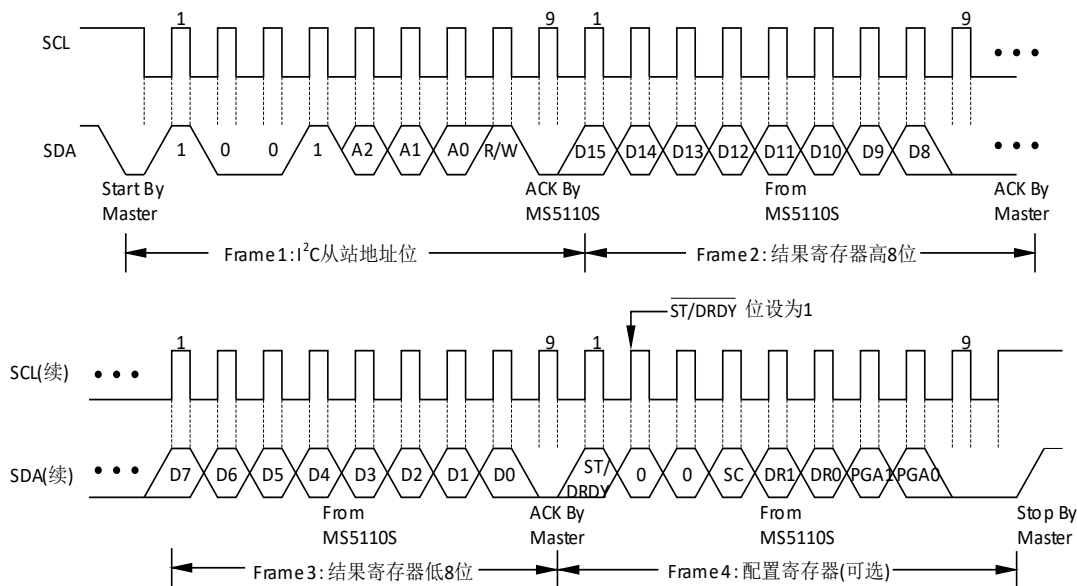 1 9 1 9
SCL
SDA
1 0 0 1 A2 A1 A0 R/W D15 D14 D13 D12 D11 D10 D9 D8
Start By
Master
ACK By
MS5110S
From
MS5110S
ACK By
Master
Frame 1 : I²C从站地址位
Frame 2 : 结果寄存器高8位
ST/DRDY 位设为1
1 9 1 9
SCL(续)
SDA(续)
D7 D6 D5 D4 D3 D2 D1 D0 ST/DRDY 0 0 SC DR1 DR0 PGA1 PGA0
From
MS5110S
ACK By
Master
From
MS5110S
Stop By
Master
Frame 3 : 结果寄存器低8位
Frame 4 : 配置寄存器(可选)